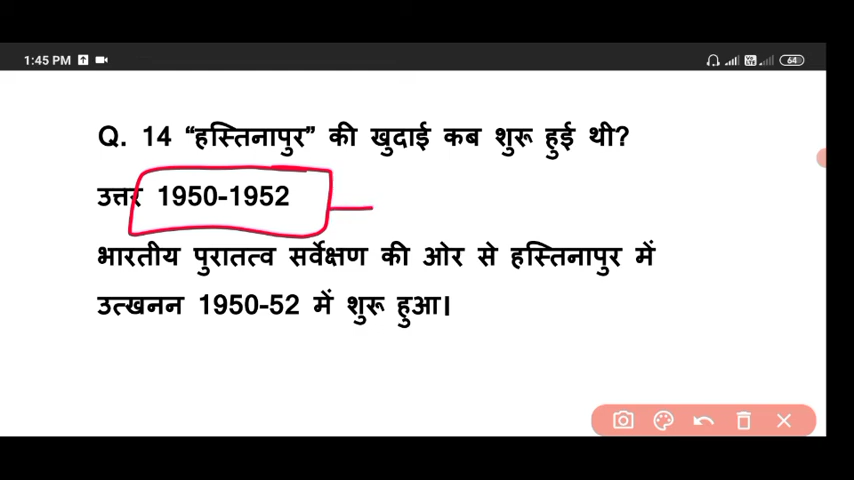 1:45 PM
64
Q. 14 “हस्तिनापुर” की खुदाई कब शुरू हुई थी?
उत्तर 1950-1952
भारतीय पुरातत्व सर्वेक्षण की ओर से हस्तिनापुर में
उत्खनन 1950-52 में शुरू हुआ।